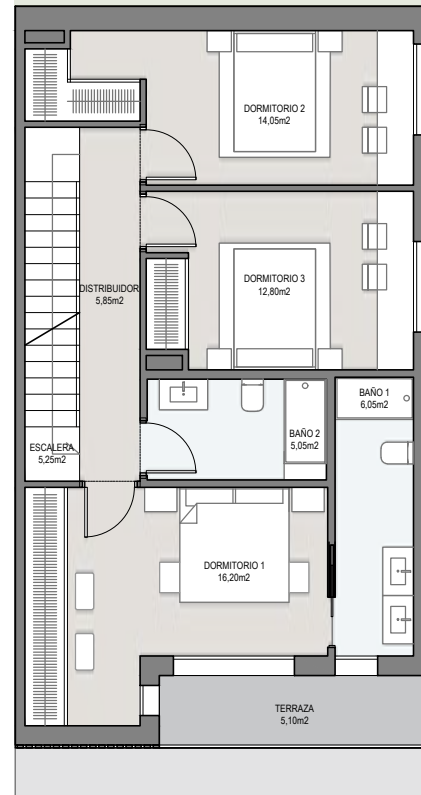 DORMITORIO 2
14,05m2
DORMITORIO 3
12,80m2
DISTRIBUIDOR
5,85m2
BAÑO 1
6,05m2
BAÑO 2
5,05m2
ESCALERA
5,25m2
DORMITORIO 1
16,20m2
TERRAZA
5,10m2